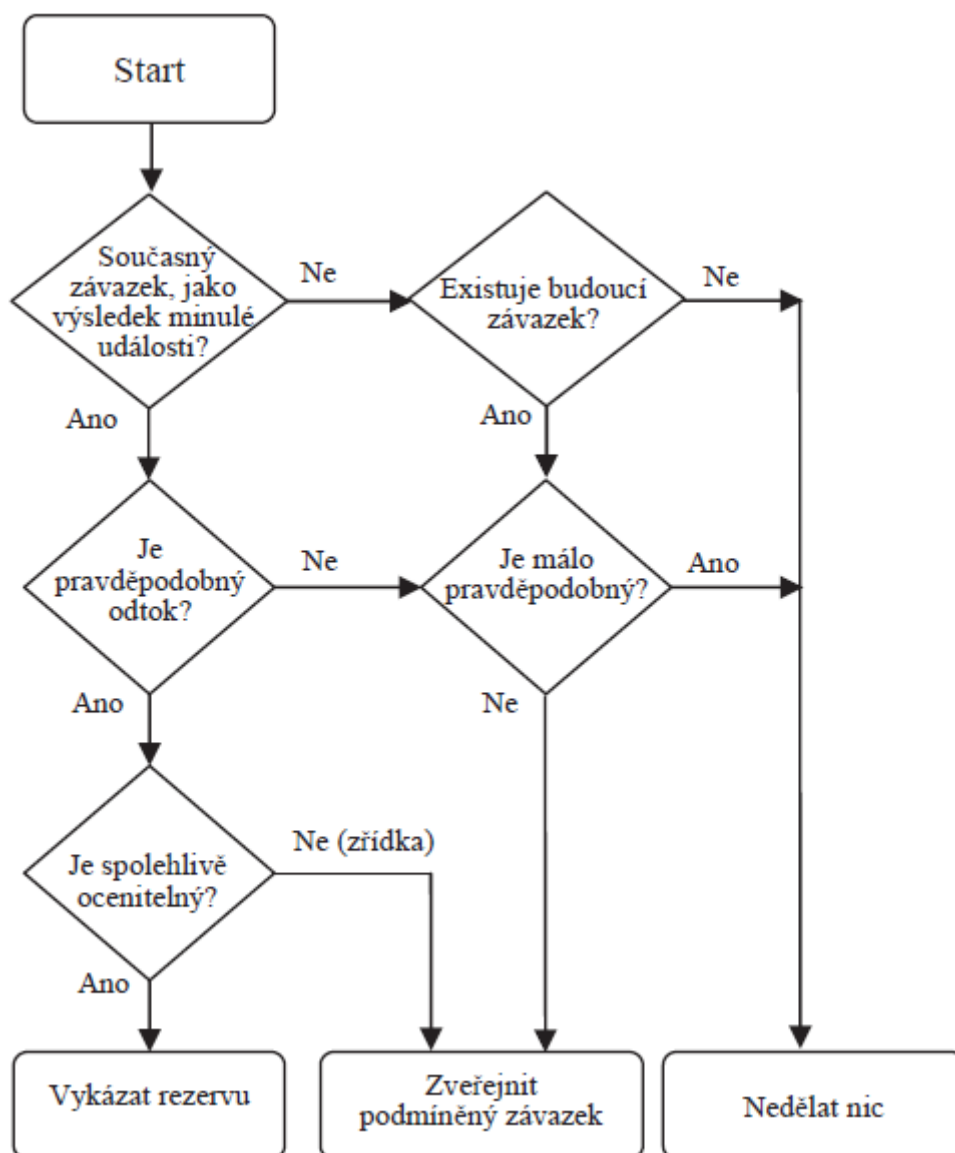 Start
Současný
závazek, jako
výsledek minulé
události?
Ne
Existuje budoucí
závazek?
Ne
Ano
Ano
Je
pravděpodobný
odtok?
Ne
Je málo
pravděpodobný?
Ano
Ano
Ne
Je spolehlivě
ocenitelný?
Ne (zřídka)
Ano
Vykázat rezervu
Zveřejnit
podmíněný závazek
Nedělat nic